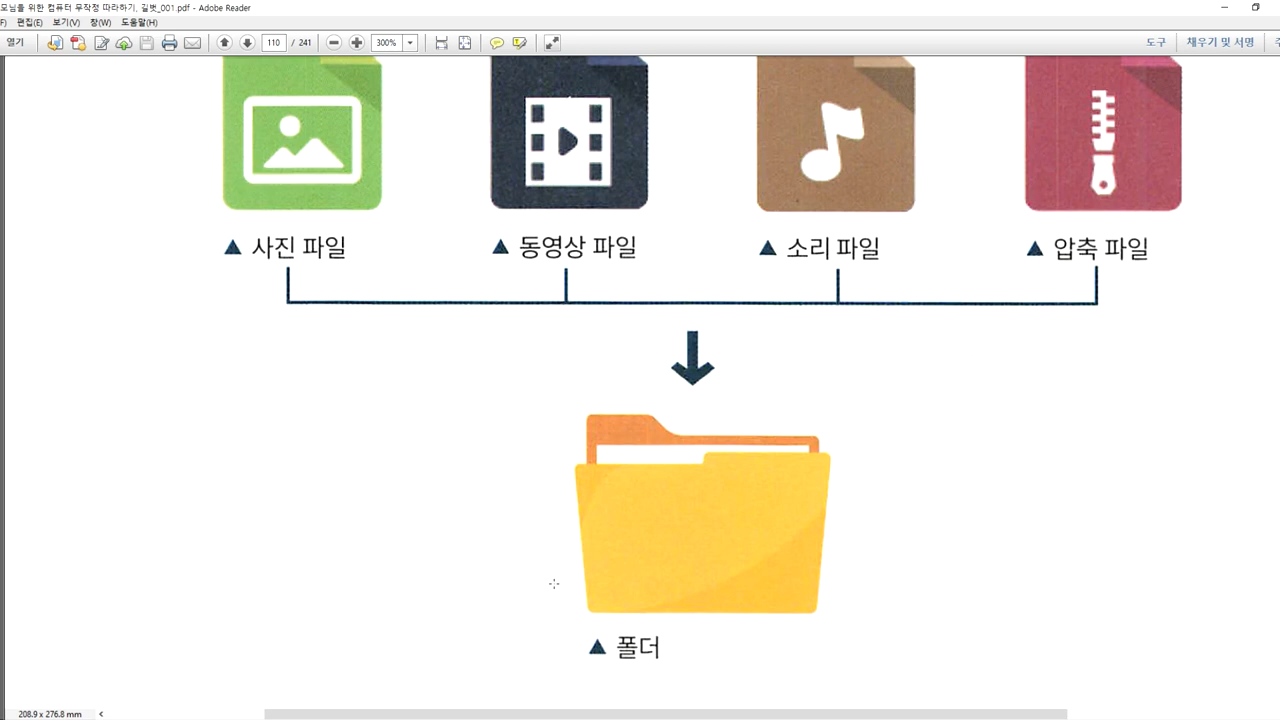 모님을 위한 컴퓨터 무작정 따라하기, 길벗_001.pdf - Adobe Reader
F) 편집(E) 보기(V) 창(W) 도움말(H)
열기 110 / 241 300% 도구 채우기 및 서명
▲ 사진 파일 ▲ 동영상 파일 ▲ 소리 파일 ▲ 압축 파일
▲ 폴더
208.9 x 276.8 mm